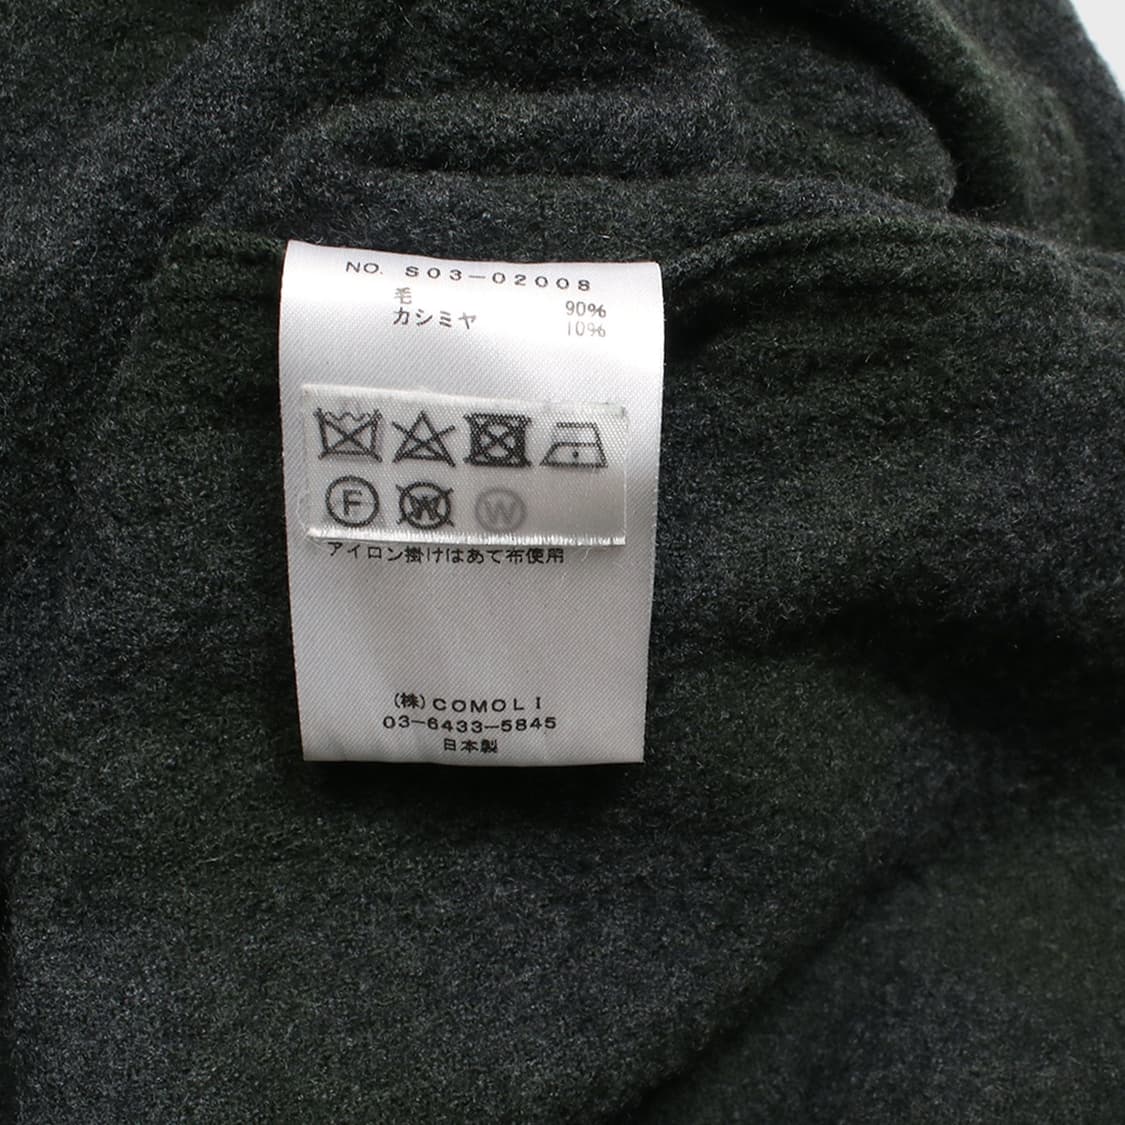 NO. S03-02008
毛 90%
カシミヤ 10%
F W W
アイロン掛けはあて布使用
(株)COMOLI
03-6433-5845
日本製